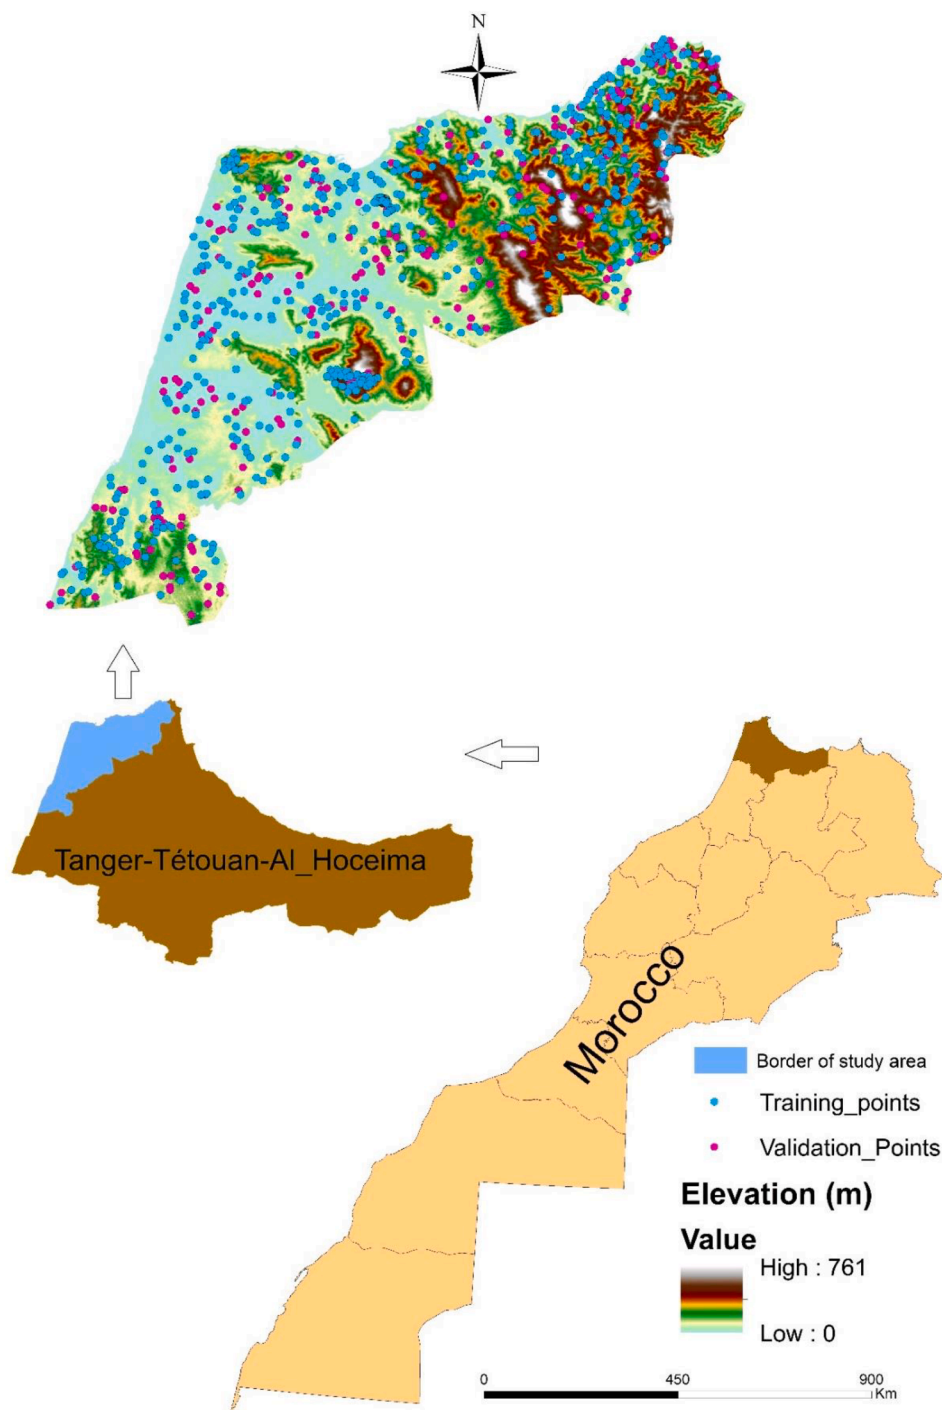 N
Tanger-Tétouan-Al_Hoceima
Morocco
Border of study area
Training_points
Validation_Points
Elevation (m)
Value
High : 761
Low : 0
0 450 900
Km